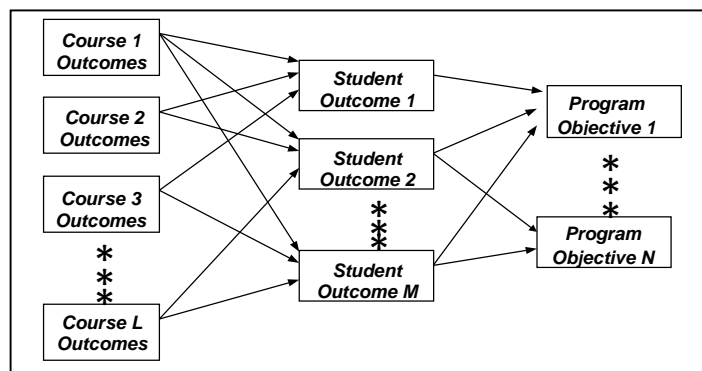 Course 1
Outcomes
Course 2
Outcomes
Course 3
Outcomes
*
*
*
Course L
Outcomes
Student
Outcome 1
Student
Outcome 2
*
*
*
Student
Outcome M
Program
Objective 1
*
*
*
Program
Objective N